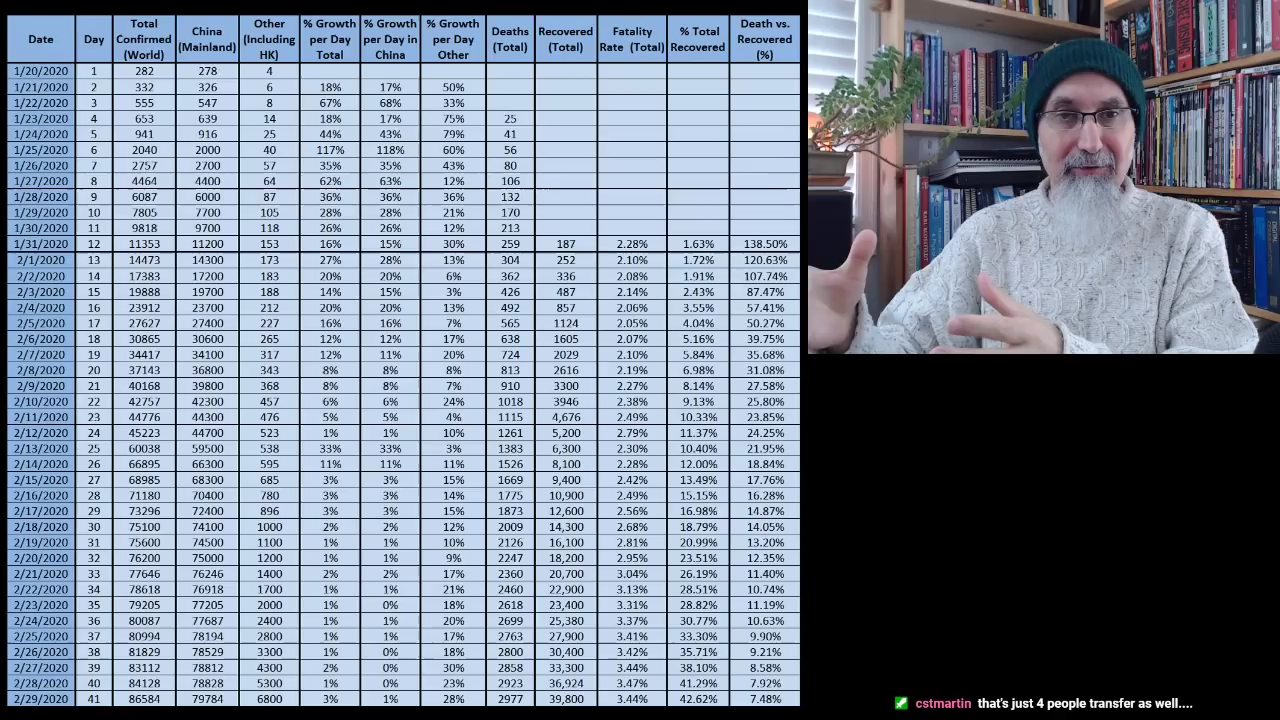 Date Day Total Confirmed (World) China (Mainland) Other (Including HK) % Growth per Day Total % Growth per Day in China % Growth per Day Other Deaths (Total) Recovered (Total) Fatality Rate (Total) % Total Recovered Death vs. Recovered (%)
1/20/2020 1 282 278 4
1/21/2020 2 332 326 6 18% 17% 50%
1/22/2020 3 555 547 8 67% 68% 33%
1/23/2020 4 653 639 14 18% 17% 75% 25
1/24/2020 5 941 916 25 44% 43% 79% 41
1/25/2020 6 2040 2000 40 117% 118% 60% 56
1/26/2020 7 2757 2700 57 35% 35% 43% 80
1/27/2020 8 4464 4400 64 62% 63% 12% 106
1/28/2020 9 6087 6000 87 36% 36% 36% 132
1/29/2020 10 7805 7700 105 28% 28% 21% 170
1/30/2020 11 9818 9700 118 26% 26% 12% 213
1/31/2020 12 11353 11200 153 16% 15% 30% 259 187 2.28% 1.63% 138.50%
2/1/2020 13 14473 14300 173 27% 28% 13% 304 252 2.10% 1.72% 120.63%
2/2/2020 14 17383 17200 183 20% 20% 6% 362 336 2.08% 1.91% 107.74%
2/3/2020 15 19888 19700 188 14% 15% 3% 426 487 2.14% 2.43% 87.47%
2/4/2020 16 23912 23700 212 20% 20% 13% 492 857 2.06% 3.55% 57.41%
2/5/2020 17 27627 27400 227 16% 16% 7% 565 1124 2.05% 4.04% 50.27%
2/6/2020 18 30865 30600 265 12% 12% 17% 638 1605 2.07% 5.16% 39.75%
2/7/2020 19 34417 34100 317 12% 11% 20% 724 2029 2.10% 5.84% 35.68%
2/8/2020 20 37143 36800 343 8% 8% 8% 813 2616 2.19% 6.98% 31.08%
2/9/2020 21 40168 39800 368 8% 8% 7% 910 3300 2.27% 8.14% 27.58%
2/10/2020 22 42757 42300 457 6% 6% 24% 1018 3946 2.38% 9.13% 25.80%
2/11/2020 23 44776 44300 476 5% 5% 4% 1115 4,676 2.49% 10.33% 23.85%
2/12/2020 24 45223 44700 523 1% 1% 10% 1261 5,200 2.79% 11.37% 24.25%
2/13/2020 25 60038 59500 538 33% 33% 3% 1383 6,300 2.30% 10.40% 21.95%
2/14/2020 26 66895 66300 595 11% 11% 11% 1526 8,100 2.28% 12.00% 18.84%
2/15/2020 27 68985 68300 685 3% 3% 15% 1669 9,400 2.42% 13.49% 17.76%
2/16/2020 28 71180 70400 780 3% 3% 14% 1775 10,900 2.49% 15.15% 16.28%
2/17/2020 29 73296 72400 896 3% 3% 15% 1873 12,600 2.56% 16.98% 14.87%
2/18/2020 30 75100 74100 1000 2% 2% 12% 2009 14,300 2.68% 18.79% 14.05%
2/19/2020 31 75600 74500 1100 1% 1% 10% 2126 16,100 2.81% 20.99% 13.20%
2/20/2020 32 76200 75000 1200 1% 1% 9% 2247 18,200 2.95% 23.51% 12.35%
2/21/2020 33 77646 76246 1400 2% 2% 17% 2360 20,700 3.04% 26.19% 11.40%
2/22/2020 34 78618 76918 1700 1% 1% 21% 2460 22,900 3.13% 28.51% 10.74%
2/23/2020 35 79205 77205 2000 1% 0% 18% 2618 23,400 3.31% 28.82% 11.19%
2/24/2020 36 80087 77687 2400 1% 1% 20% 2699 25,380 3.37% 30.77% 10.63%
2/25/2020 37 80994 78194 2800 1% 1% 17% 2763 27,900 3.41% 33.30% 9.90%
2/26/2020 38 81829 78529 3300 1% 0% 18% 2800 30,400 3.42% 35.71% 9.21%
2/27/2020 39 83112 78812 4300 2% 0% 30% 2858 33,300 3.44% 38.10% 8.58%
2/28/2020 40 84128 78828 5300 1% 0% 23% 2923 36,924 3.47% 41.29% 7.92%
2/29/2020 41 86584 79784 6800 3% 1% 28% 2977 39,800 3.44% 42.62% 7.48%
cstmartin that's just 4 people transfer as well....